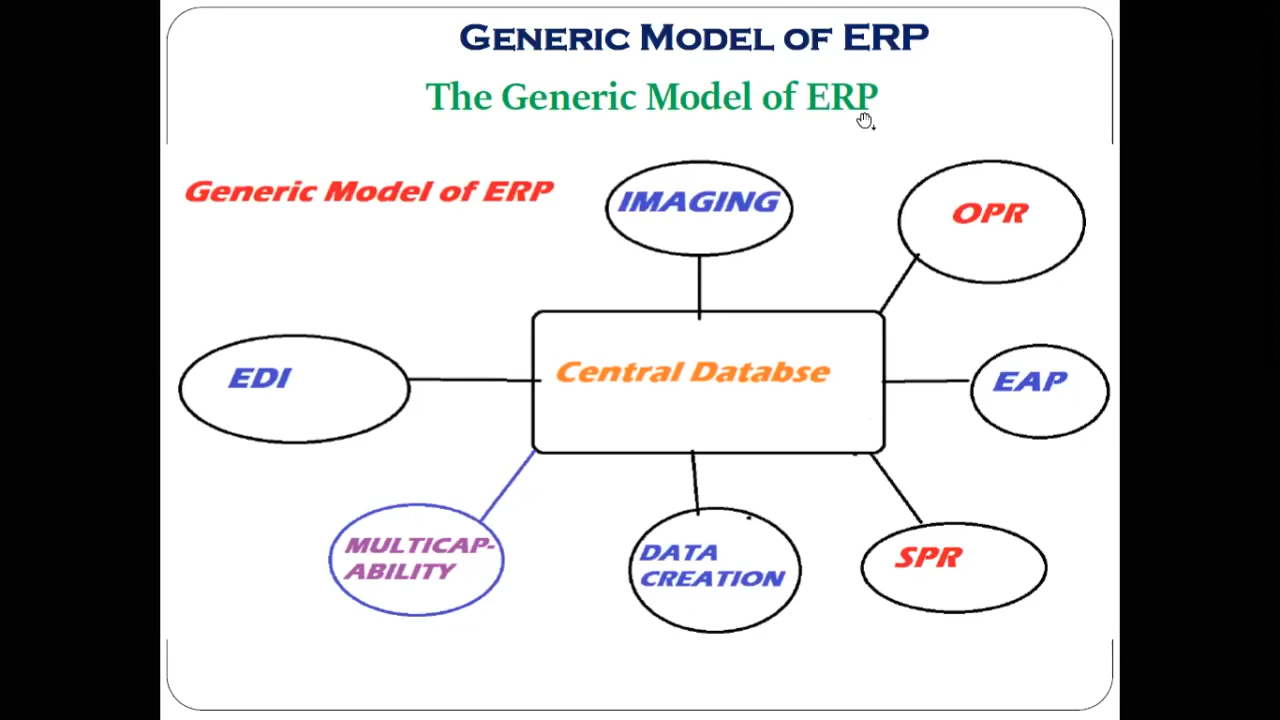 GENERIC MODEL OF ERP
The Generic Model of ERP
Generic Model of ERP
IMAGING
OPR
EDI
Central Databse
EAP
MULTICAP-
ABILITY
DATA
CREATION
SPR